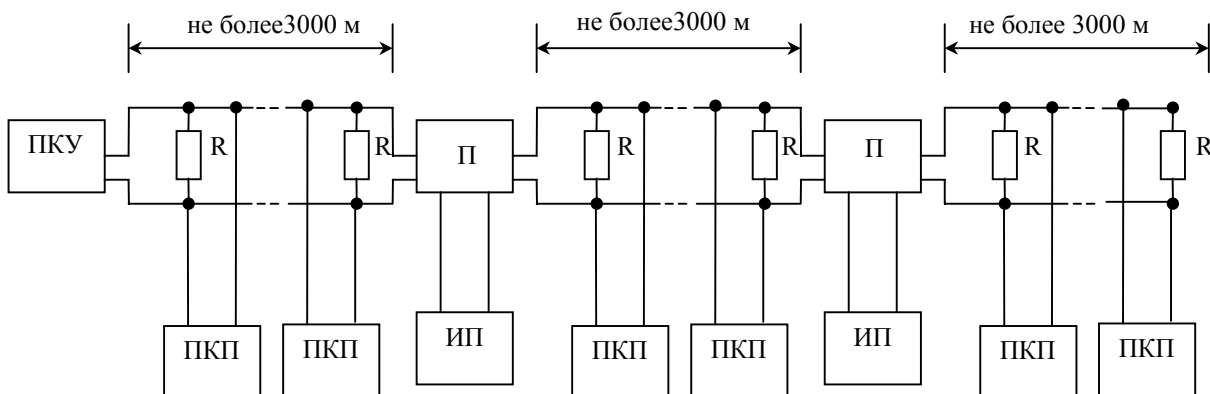 не более3000 м
не более3000 м
не более 3000 м
ПКУ
R
R
П
R
R
П
R
R
ПКП
ПКП
ИП
ПКП
ПКП
ИП
ПКП
ПКП